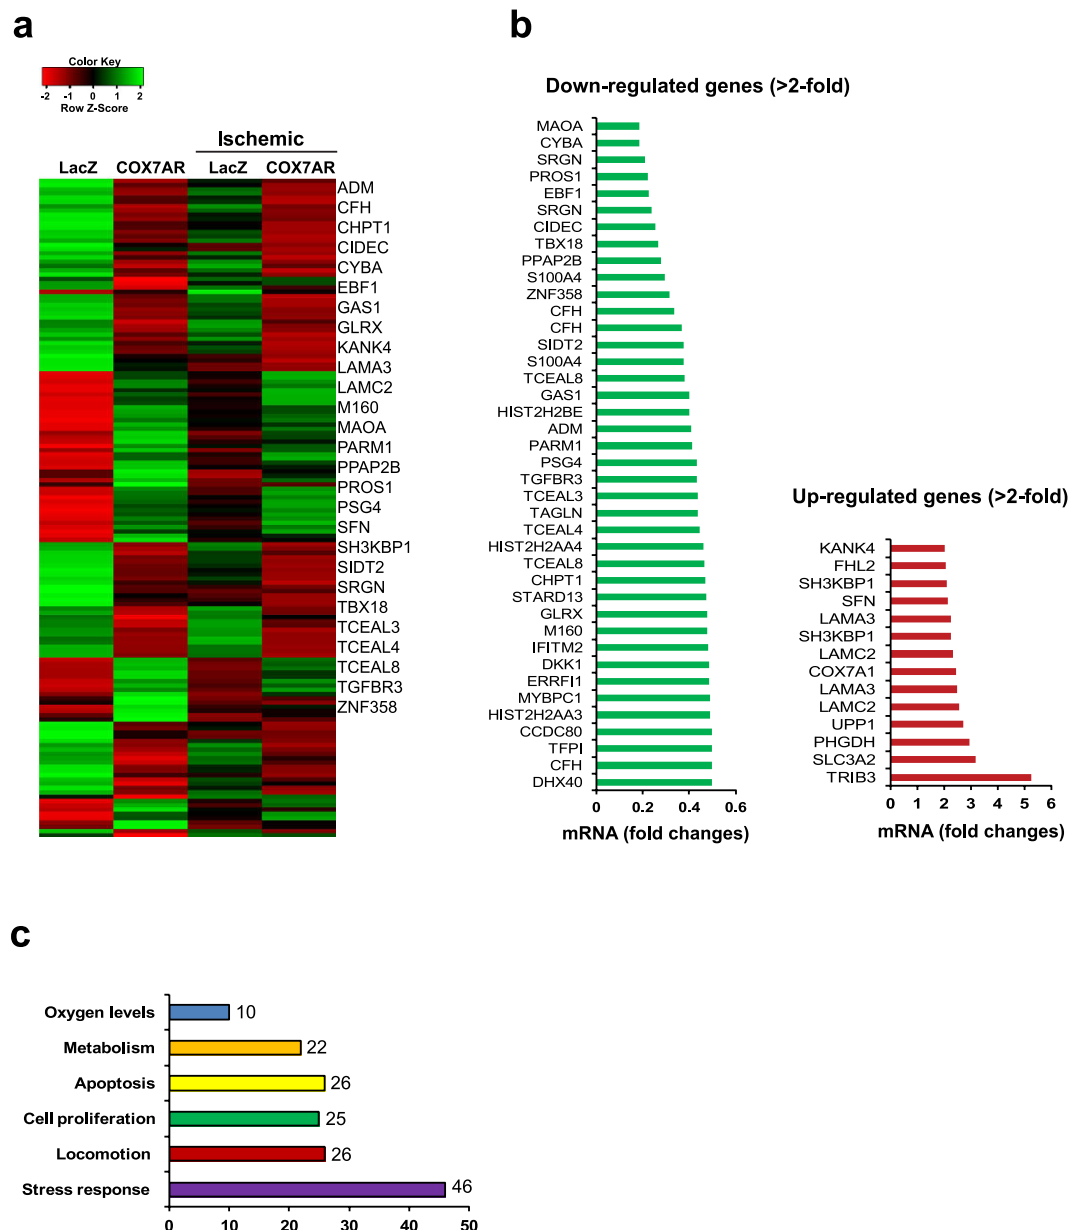 a
Color Key
-2 -1 0 1 2
Row Z-Score
Ischemic
LacZ COX7AR LacZ COX7AR
ADM
CFH
CHPT1
CIDEC
CYBA
EBF1
GAS1
GLRX
KANK4
LAMA3
LAMC2
M160
MAOA
PARM1
PPAP2B
PROS1
PSG4
SFN
SH3KBP1
SIDT2
SRGN
TBX18
TCEAL3
TCEAL4
TCEAL8
TGFBR3
ZNF358
b
Down-regulated genes (>2-fold)
MAOA
CYBA
SRGN
PROS1
EBF1
SRGN
CIDEC
TBX18
PPAP2B
S100A4
ZNF358
CFH
CFH
SIDT2
S100A4
TCEAL8
GAS1
HIST2H2BE
ADM
PARM1
PSG4
TGFBR3
TCEAL3
TAGLN
TCEAL4
HIST2H2AA4
TCEAL8
CHPT1
STARD13
GLRX
M160
IFITM2
DKK1
ERRFI1
MYBPC1
HIST2H2AA3
CCDC80
TFPI
CFH
DHX40
0 0.2 0.4 0.6
mRNA (fold changes)
Up-regulated genes (>2-fold)
KANK4
FHL2
SH3KBP1
SFN
LAMA3
SH3KBP1
LAMC2
COX7A1
LAMA3
LAMC2
UPP1
PHGDH
SLC3A2
TRIB3
0 1 2 3 4 5 6
mRNA (fold changes)
c
Oxygen levels 10
Metabolism 22
Apoptosis 26
Cell proliferation 25
Locomotion 26
Stress response 46
0 10 20 30 40 50